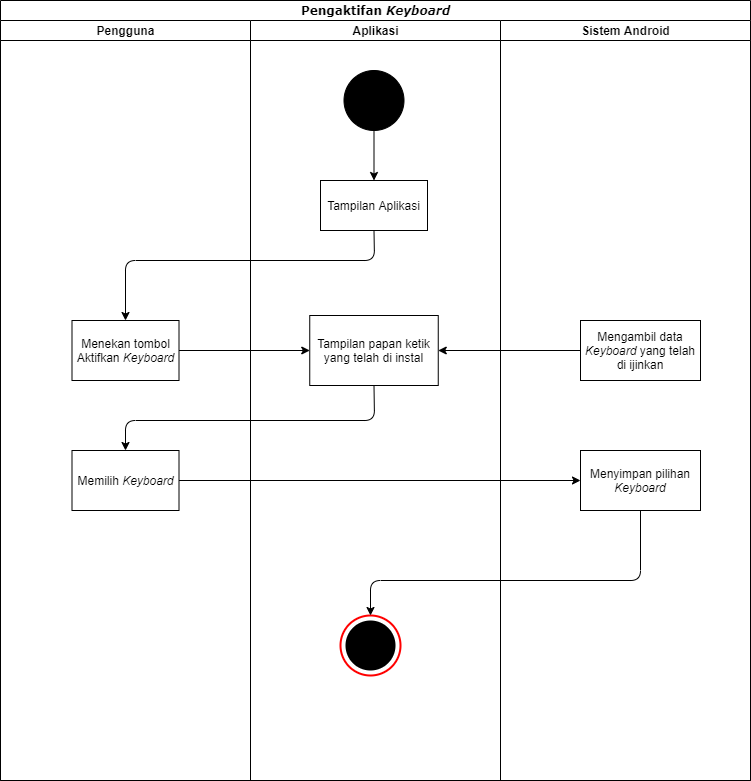 Pengaktifan Keyboard
Pengguna
Aplikasi
Sistem Android
Tampilan Aplikasi
Menekan tombol
Aktifkan Keyboard
Tampilan papan ketik
yang telah di instal
Mengambil data
Keyboard yang telah
di ijinkan
Memilih Keyboard
Menyimpan pilihan
Keyboard